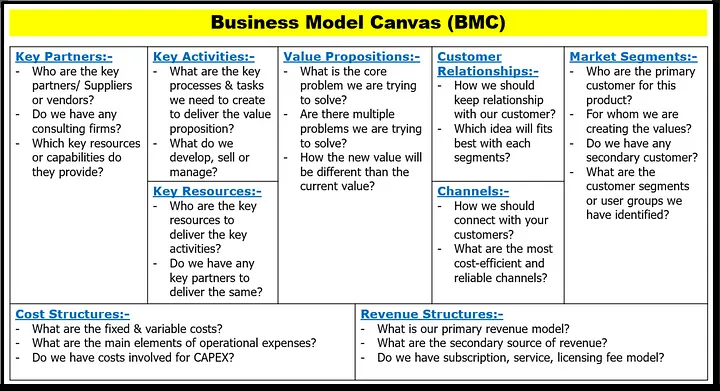 Business Model Canvas (BMC)
Key Partners:-
- Who are the key
partners/ Suppliers
or vendors?
- Do we have any
consulting firms?
- Which key resources
or capabilities do
they provide?
Key Activities:-
- What are the key
processes & tasks
we need to create
to deliver the value
proposition?
- What do we
develop, sell or
manage?
Key Resources:-
- Who are the key
resources to
deliver the key
activities?
- Do we have any
key partners to
deliver the same?
Value Propositions:-
- What is the core
problem we are trying
to solve?
- Are there multiple
problems we are trying
to solve?
- How the new value will
be different than the
current value?
Customer
Relationships:-
- How we should
keep relationship
with our customer?
- Which idea will fits
best with each
segments?
Channels:-
- How we should
connect with your
customers?
- What are the most
cost-efficient and
reliable channels?
Market Segments:-
- Who are the primary
customer for this
product?
- For whom we are
creating the values?
- Do we have any
secondary customer?
- What are the
customer segments
or user groups we
have identified?
Cost Structures:-
- What are the fixed & variable costs?
- What are the main elements of operational expenses?
- Do we have costs involved for CAPEX?
Revenue Structures:-
- What is our primary revenue model?
- What are the secondary source of revenue?
- Do we have subscription, service, licensing fee model?